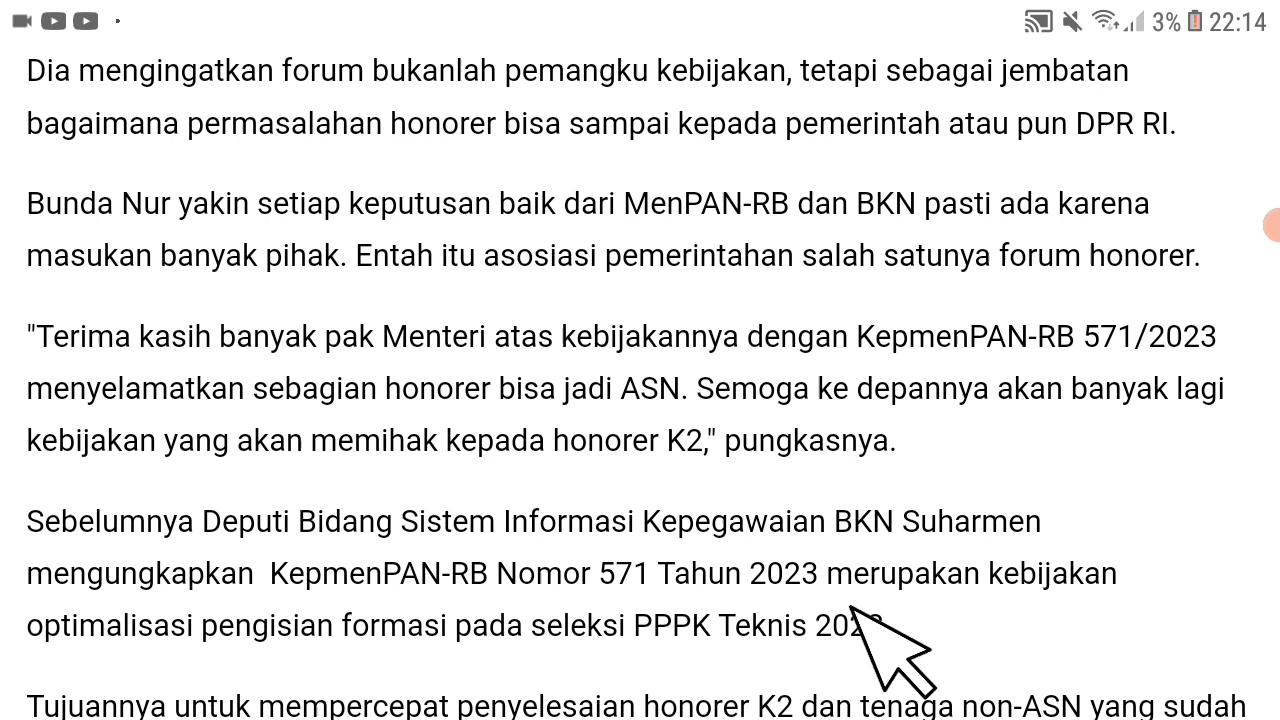 3% 22:14
Dia mengingatkan forum bukanlah pemangku kebijakan, tetapi sebagai jembatan
bagaimana permasalahan honorer bisa sampai kepada pemerintah atau pun DPR RI.
Bunda Nur yakin setiap keputusan baik dari MenPAN-RB dan BKN pasti ada karena
masukan banyak pihak. Entah itu asosiasi pemerintahan salah satunya forum honorer.
"Terima kasih banyak pak Menteri atas kebijakannya dengan KepmenPAN-RB 571/2023
menyelamatkan sebagian honorer bisa jadi ASN. Semoga ke depannya akan banyak lagi
kebijakan yang akan memihak kepada honorer K2," pungkasnya.
Sebelumnya Deputi Bidang Sistem Informasi Kepegawaian BKN Suharmen
mengungkapkan KepmenPAN-RB Nomor 571 Tahun 2023 merupakan kebijakan
optimalisasi pengisian formasi pada seleksi PPPK Teknis
Tujuannya untuk mempercepat penyelesaian honorer K2 dan tenaga non-ASN yang sudah